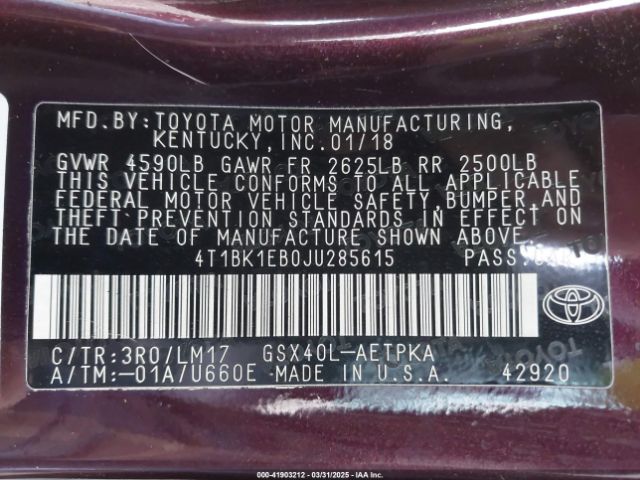 MFD.BY:TOYOTA MOTOR MANUFACTURING,
KENTUCKY, INC.01/18
GVWR 4590LB GAWR FR 2625LB RR 2500LB
THIS VEHICLE CONFORMS TO ALL APPLICABLE
FEDERAL MOTOR VEHICLE SAFETY,BUMPER,AND
THEFT PREVENTION STANDARDS IN EFFECT ON
THE DATE OF MANUFACTURE SHOWN ABOVE.
4T1BK1EB0JU285615 PASS.CAR
C/TR:3R0/LM17 GSX40L-AETPKA
A/TM:-01A/U660E MADE IN U.S.A. 42920
TOYOTA
000-41903212 - 03/31/2025 - IAA Inc.